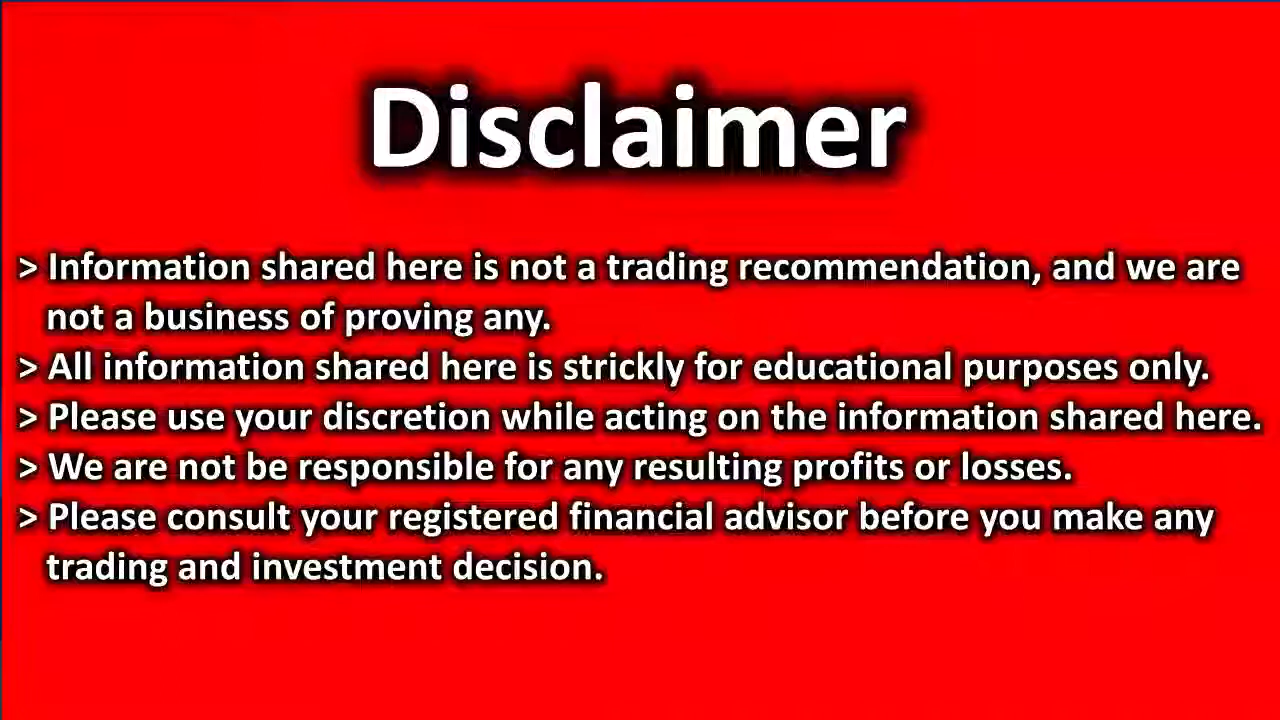 Disclaimer
> Information shared here is not a trading recommendation, and we are
not a business of proving any.
> All information shared here is strickly for educational purposes only.
> Please use your discretion while acting on the information shared here.
> We are not be responsible for any resulting profits or losses.
> Please consult your registered financial advisor before you make any
trading and investment decision.